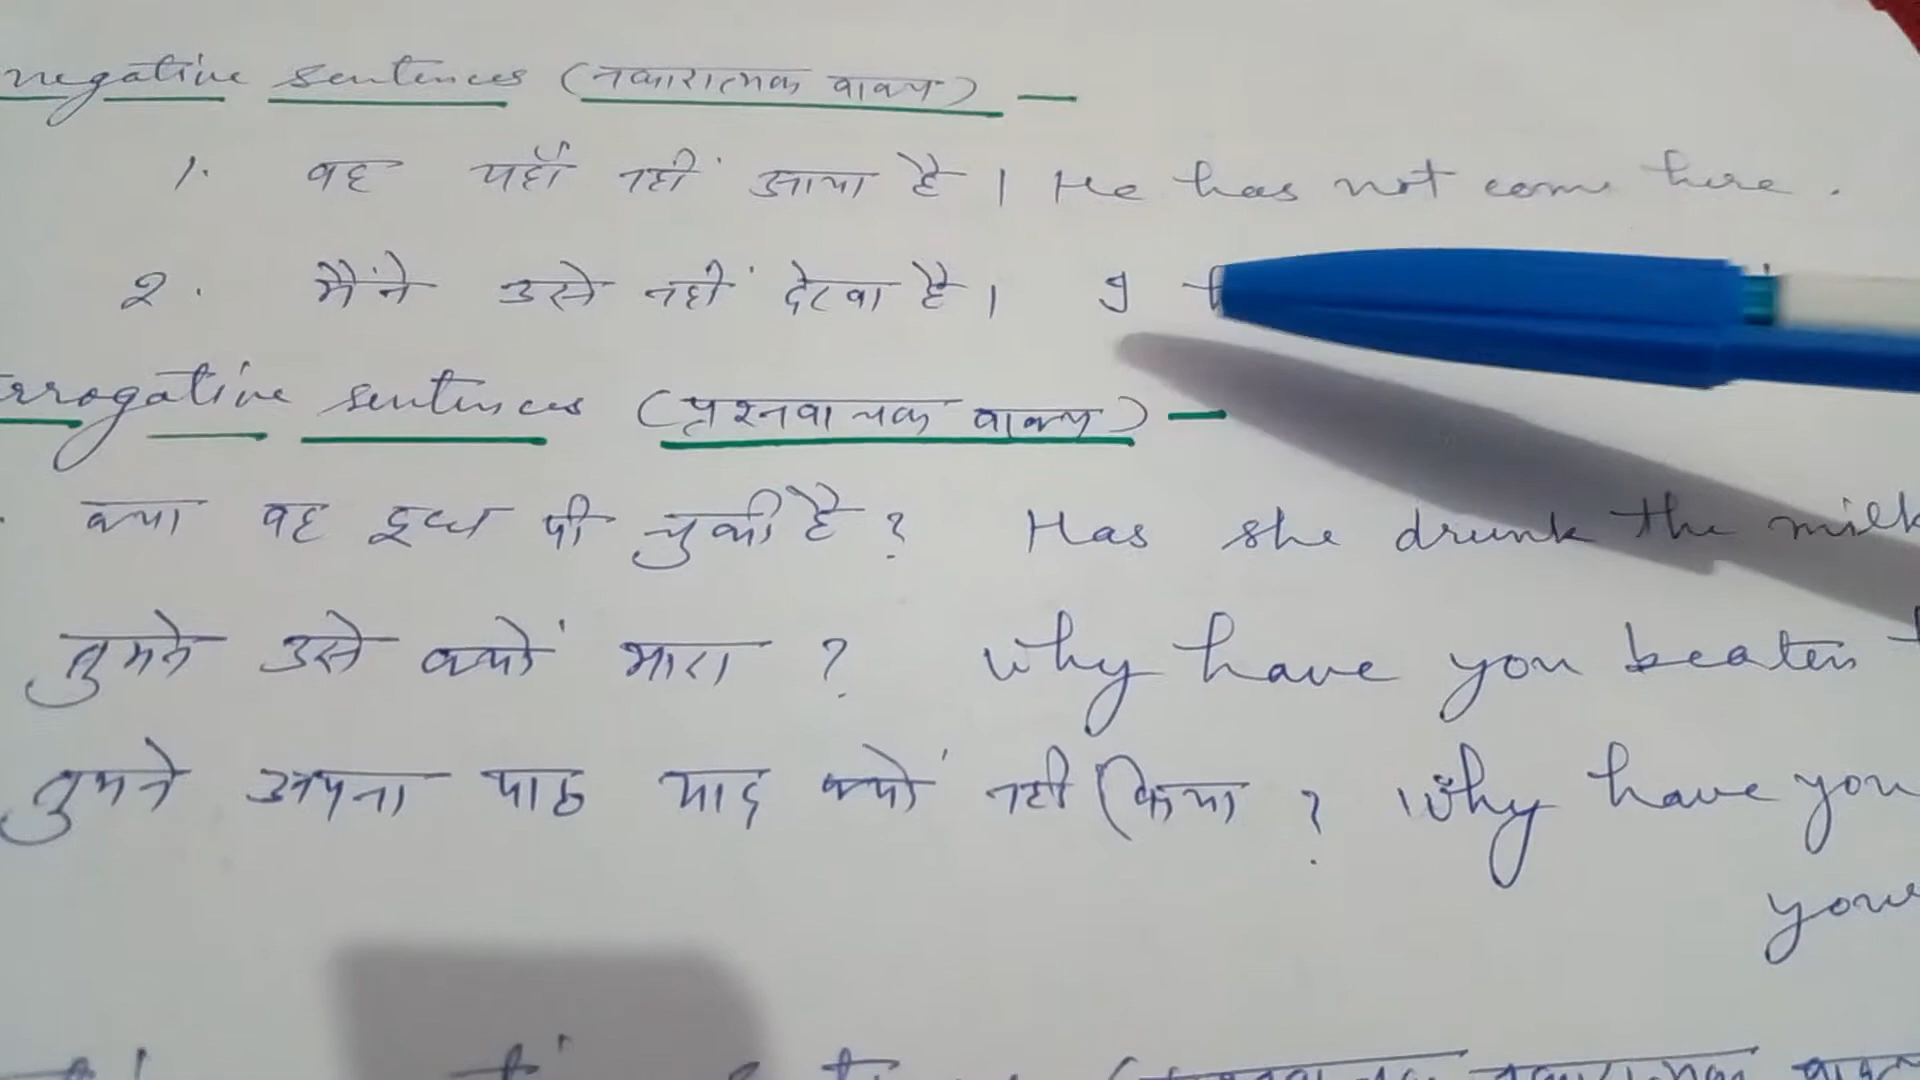 negative sentences (नकारात्मक वाक्य) —
1. वह यहाँ नहीं आया है। He has not come here.
2. मैंने उसे नहीं देखा है। I
rrogative sentences (प्रश्नवाचक वाक्य) —
क्या वह दूध पी चुकी है? Has she drunk the milk
तुमने उसे क्यों मारा? Why have you beaten
तुमने अपना पाठ याद क्यों नहीं किया? Why have you
your